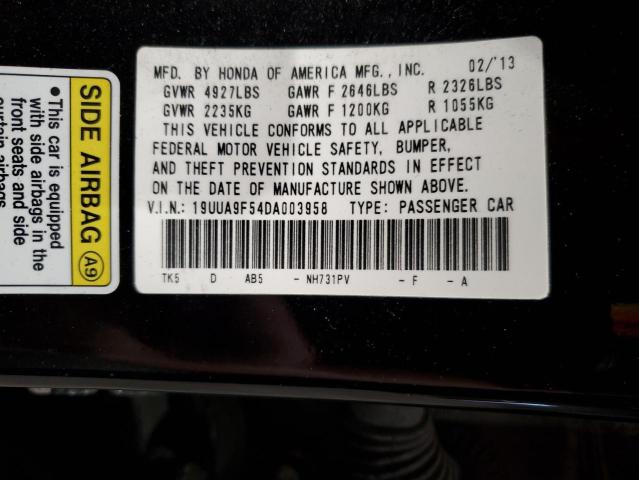 MFD. BY HONDA OF AMERICA MFG., INC. 02/'13
GVWR 4927LBS GAWR F 2646LBS R 2326LBS
GVWR 2235KG GAWR F 1200KG R 1055KG
THIS VEHICLE CONFORMS TO ALL APPLICABLE
FEDERAL MOTOR VEHICLE SAFETY, BUMPER,
AND THEFT PREVENTION STANDARDS IN EFFECT
ON THE DATE OF MANUFACTURE SHOWN ABOVE.
V.I.N.: 19UUA9F54DA003958 TYPE: PASSENGER CAR
TK5 D AB5 - NH731PV - F - A
SIDE AIRBAG A9
• This car is equipped
with side airbags in the
front seats and side
curtain airbags